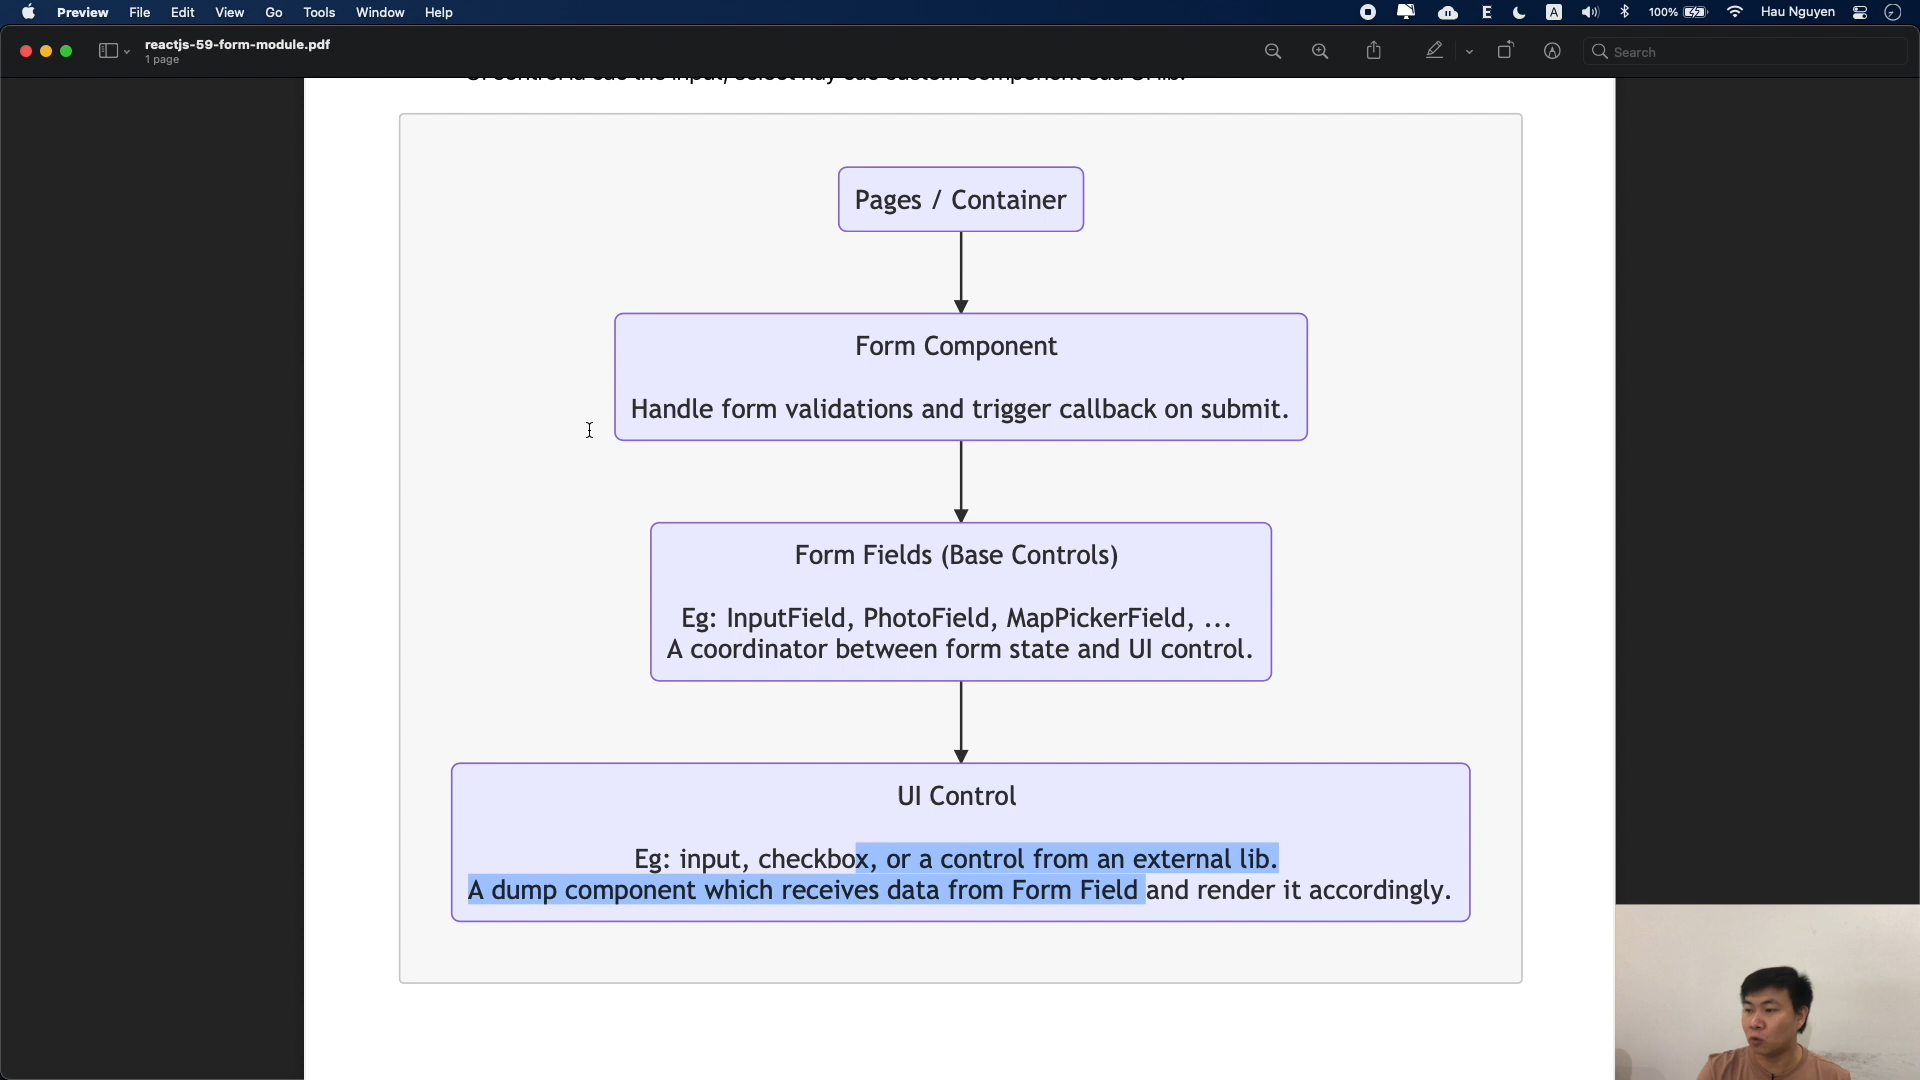 Preview File Edit View Go Tools Window Help
E A 100% Hau Nguyen
reactjs-59-form-module.pdf
1 page
Search
Pages / Container
Form Component
Handle form validations and trigger callback on submit.
Form Fields (Base Controls)
Eg: InputField, PhotoField, MapPickerField, ...
A coordinator between form state and UI control.
UI Control
Eg: input, checkbox, or a control from an external lib.
A dump component which receives data from Form Field and render it accordingly.